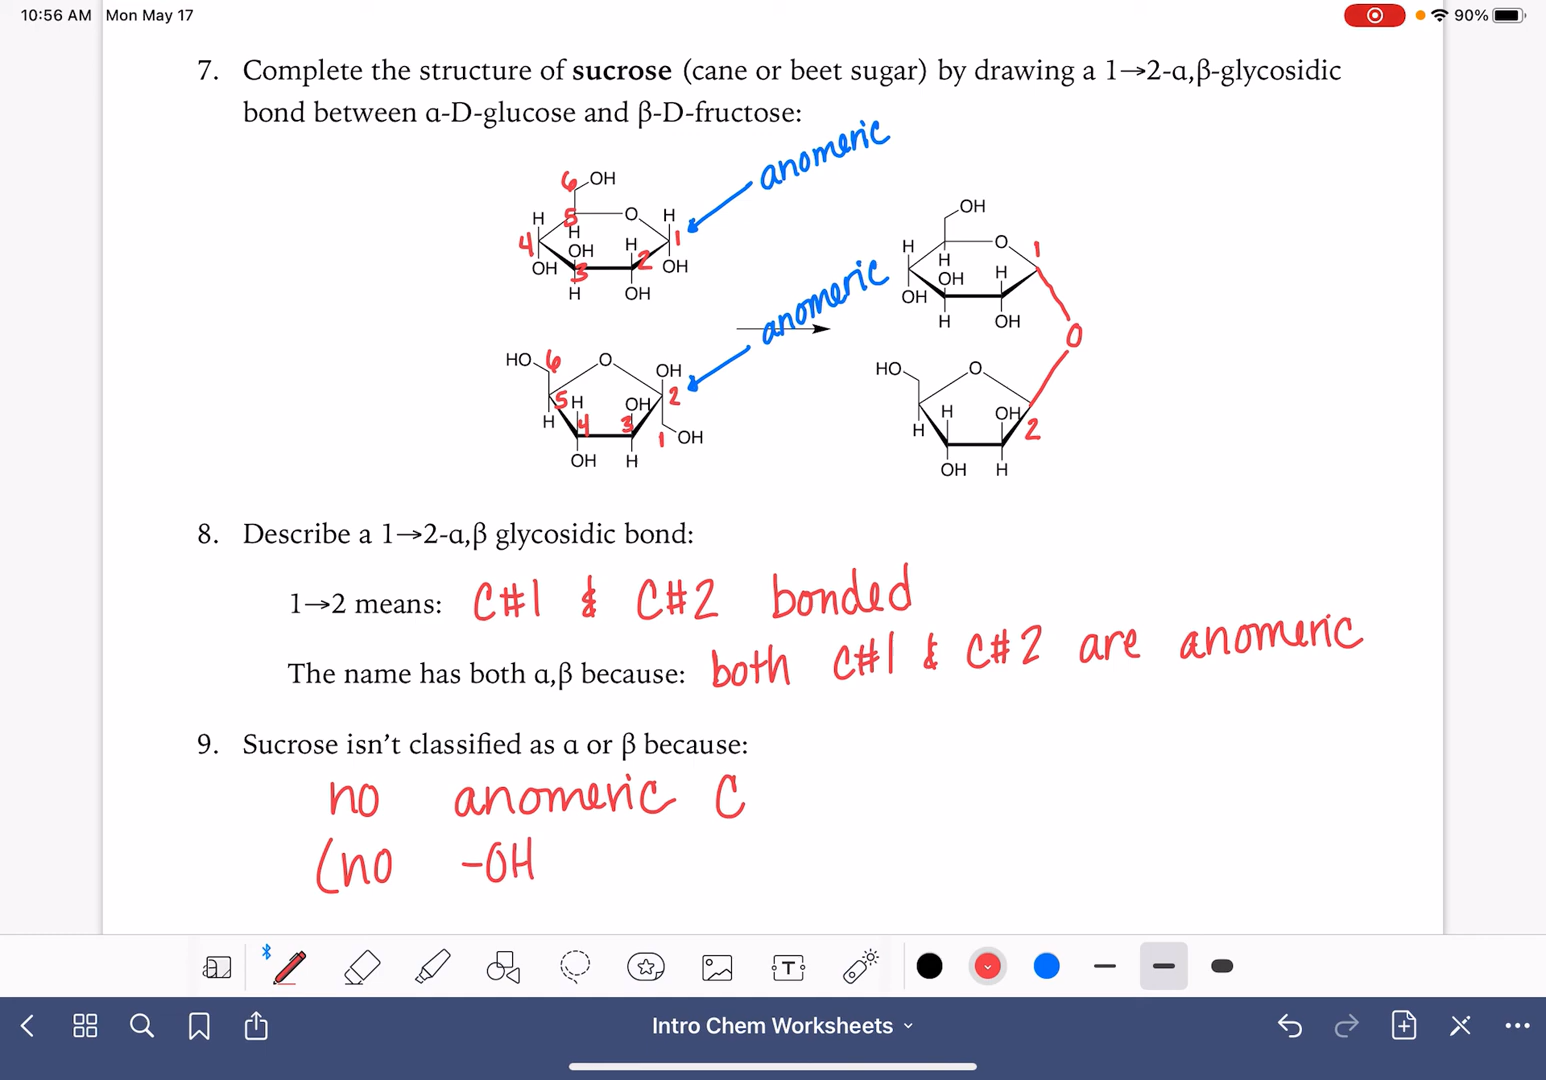 10:56 AM Mon May 17
90%
7. Complete the structure of sucrose (cane or beet sugar) by drawing a 1→2-α,β-glycosidic
bond between α-D-glucose and β-D-fructose:
anomeric
6 OH
H 5 O H
4 H 1
OH H 2
OH 3 OH
H OH
anomeric
HO 6 O OH
5 H OH 2
H 4 3 1 OH
OH H
OH
O 1
H H
OH H
OH
H OH
O
HO O
H OH
H 2
OH H
8. Describe a 1→2-α,β glycosidic bond:
1→2 means: C#1 & C#2 bonded
The name has both α,β because: both C#1 & C#2 are anomeric
9. Sucrose isn't classified as α or β because:
no anomeric C
(no -OH
a
T
Intro Chem Worksheets